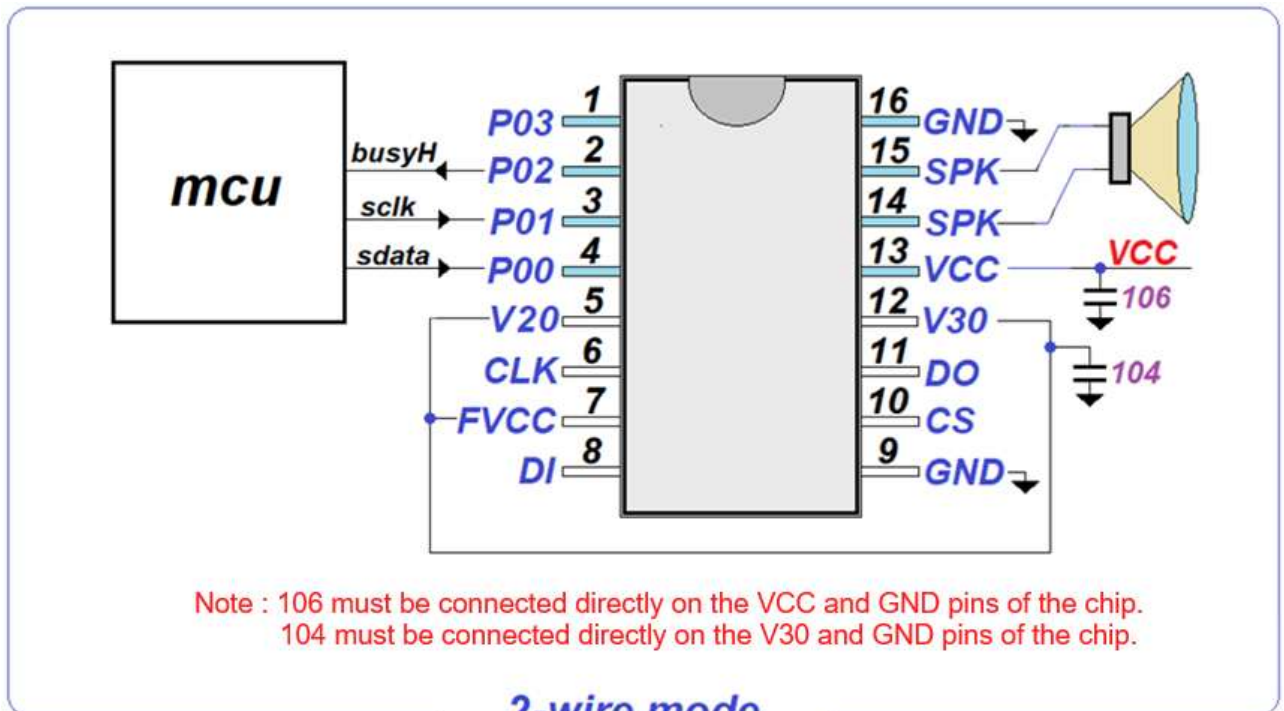 mcu
busyH
sclk
sdata
P03 1
P02 2
P01 3
P00 4
V20 5
CLK 6
FVCC 7
DI 8
16 GND
15 SPK
14 SPK
13 VCC
VCC
106
12 V30
104
11 DO
10 CS
9 GND
Note : 106 must be connected directly on the VCC and GND pins of the chip.
104 must be connected directly on the V30 and GND pins of the chip.
2-wire mode